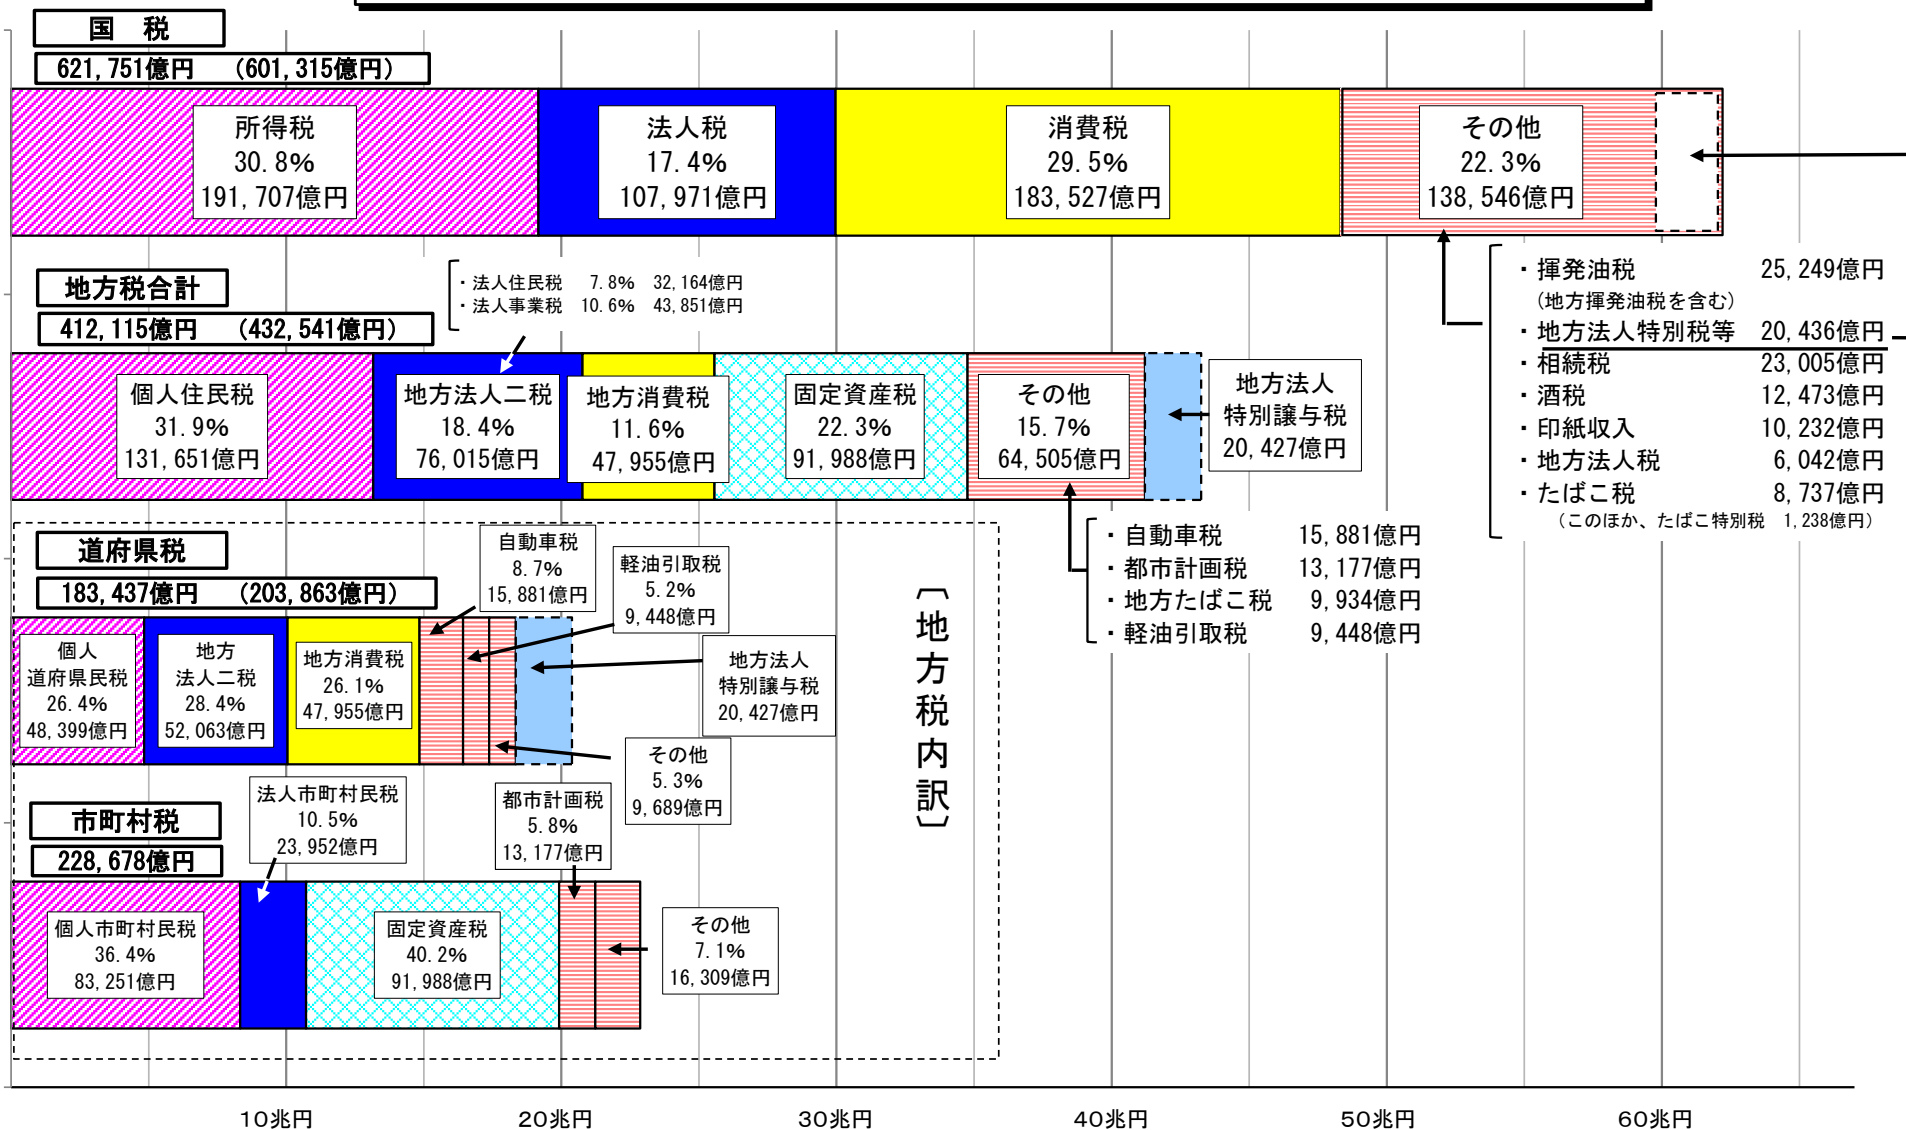 国　税
621,751億円　（601,315億円）
所得税
30.8%
191,707億円
法人税
17.4%
107,971億円
消費税
29.5%
183,527億円
その他
22.3%
138,546億円
・揮発油税　25,249億円
（地方揮発油税を含む）
・地方法人特別税等　20,436億円
・相続税　23,005億円
・酒税　12,473億円
・印紙収入　10,232億円
・地方法人税　6,042億円
・たばこ税　8,737億円
（このほか、たばこ特別税　1,238億円）
地方税合計
412,115億円　（432,541億円）
・法人住民税　7.8%　32,164億円
・法人事業税　10.6%　43,851億円
個人住民税
31.9%
131,651億円
地方法人二税
18.4%
76,015億円
地方消費税
11.6%
47,955億円
固定資産税
22.3%
91,988億円
その他
15.7%
64,505億円
地方法人
特別譲与税
20,427億円
・自動車税　15,881億円
・都市計画税　13,177億円
・地方たばこ税　9,934億円
・軽油引取税　9,448億円
〔地方税内訳〕
道府県税
183,437億円　（203,863億円）
個人
道府県民税
26.4%
48,399億円
地方
法人二税
28.4%
52,063億円
地方消費税
26.1%
47,955億円
自動車税
8.7%
15,881億円
軽油引取税
5.2%
9,448億円
地方法人
特別譲与税
20,427億円
その他
5.3%
9,689億円
市町村税
228,678億円
個人市町村民税
36.4%
83,251億円
法人市町村民税
10.5%
23,952億円
固定資産税
40.2%
91,988億円
都市計画税
5.8%
13,177億円
その他
7.1%
16,309億円
10兆円　20兆円　30兆円　40兆円　50兆円　60兆円